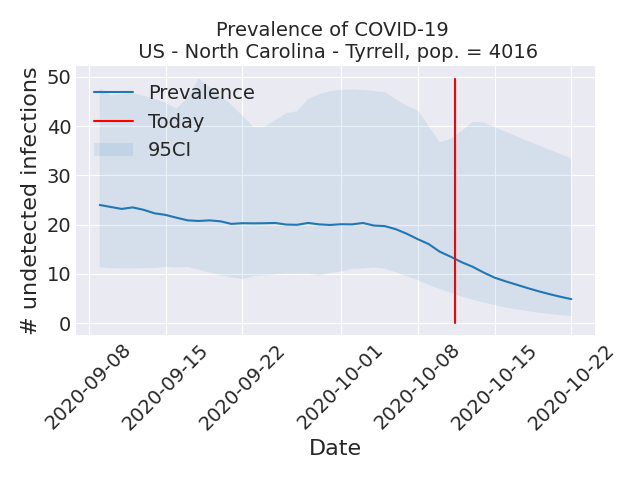 Prevalence of COVID-19
US - North Carolina - Tyrrell, pop. = 4016
# undetected infections
50
40
30
20
10
0
Prevalence
Today
95CI
2020-09-08
2020-09-15
2020-09-22
2020-10-01
2020-10-08
2020-10-15
2020-10-22
Date